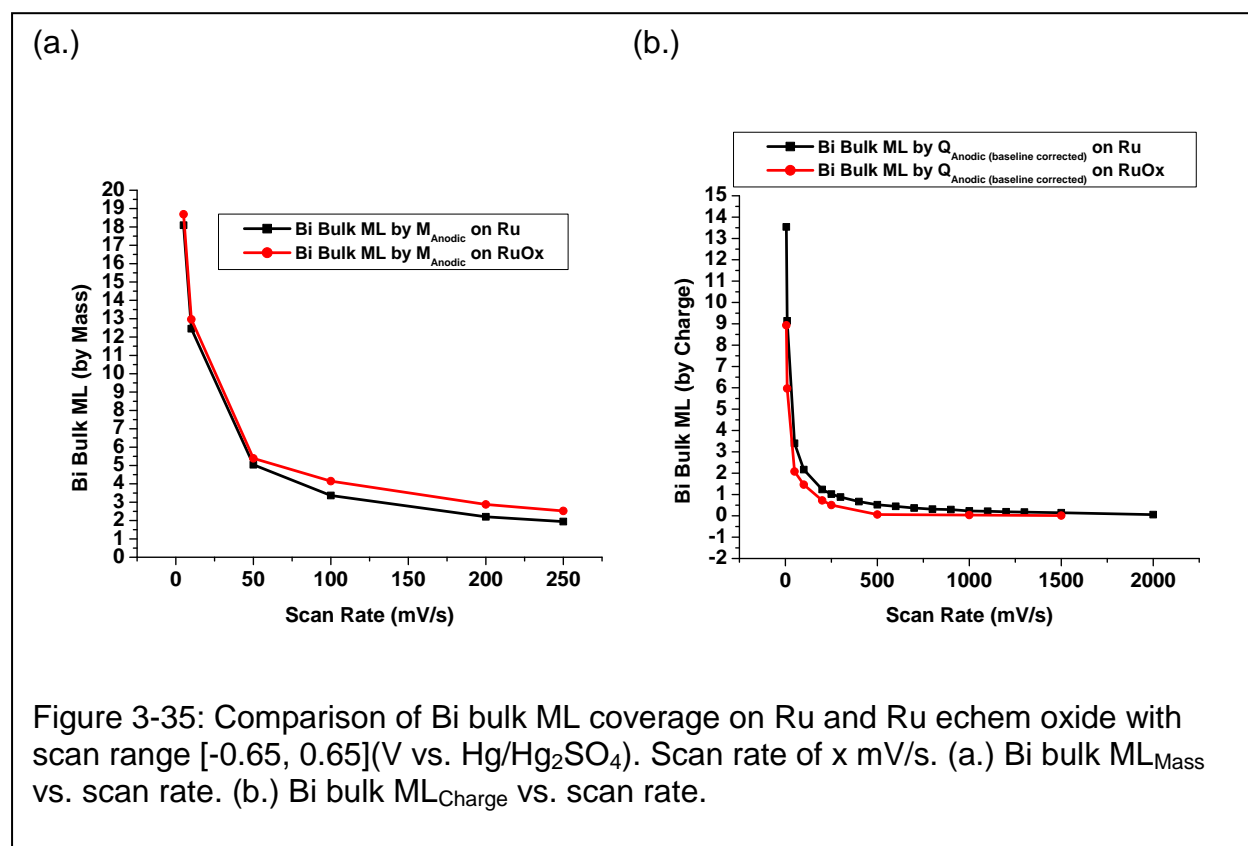 (a.)
(b.)
Bi Bulk ML by M_Anodic on Ru
Bi Bulk ML by M_Anodic on RuOx
20
19
18
17
16
15
14
13
12
11
10
9
8
7
6
5
4
3
2
1
0
Bi Bulk ML (by Mass)
0 50 100 150 200 250
Scan Rate (mV/s)
Bi Bulk ML by Q_Anodic (baseline corrected) on Ru
Bi Bulk ML by Q_Anodic (baseline corrected) on RuOx
15
14
13
12
11
10
9
8
7
6
5
4
3
2
1
0
-1
-2
Bi Bulk ML (by Charge)
0 500 1000 1500 2000
Scan Rate (mV/s)
Figure 3-35: Comparison of Bi bulk ML coverage on Ru and Ru echem oxide with
scan range [-0.65, 0.65](V vs. Hg/Hg₂SO₄). Scan rate of x mV/s. (a.) Bi bulk ML_Mass
vs. scan rate. (b.) Bi bulk ML_Charge vs. scan rate.